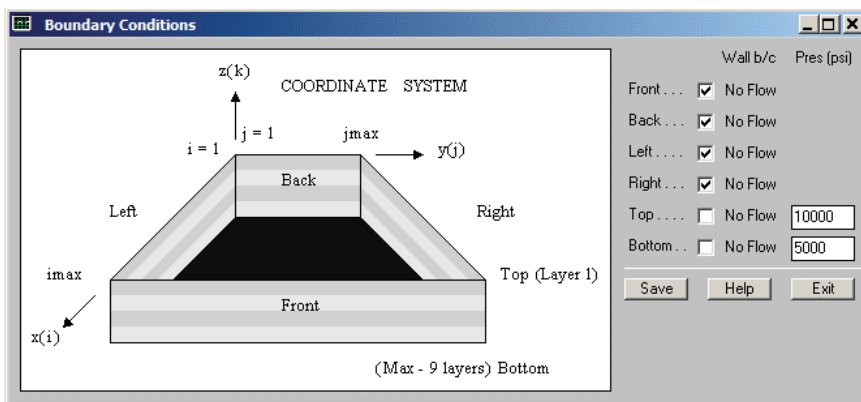 Boundary Conditions
z(k)
COORDINATE SYSTEM
j = 1
jmax
i = 1
y(j)
Back
Left
Right
imax
Top (Layer 1)
Front
x(i)
(Max - 9 layers) Bottom
Wall b/c Pres (psi)
Front . . . No Flow
Back . . . No Flow
Left . . . . No Flow
Right . . . No Flow
Top . . . . No Flow 10000
Bottom . . No Flow 5000
Save Help Exit